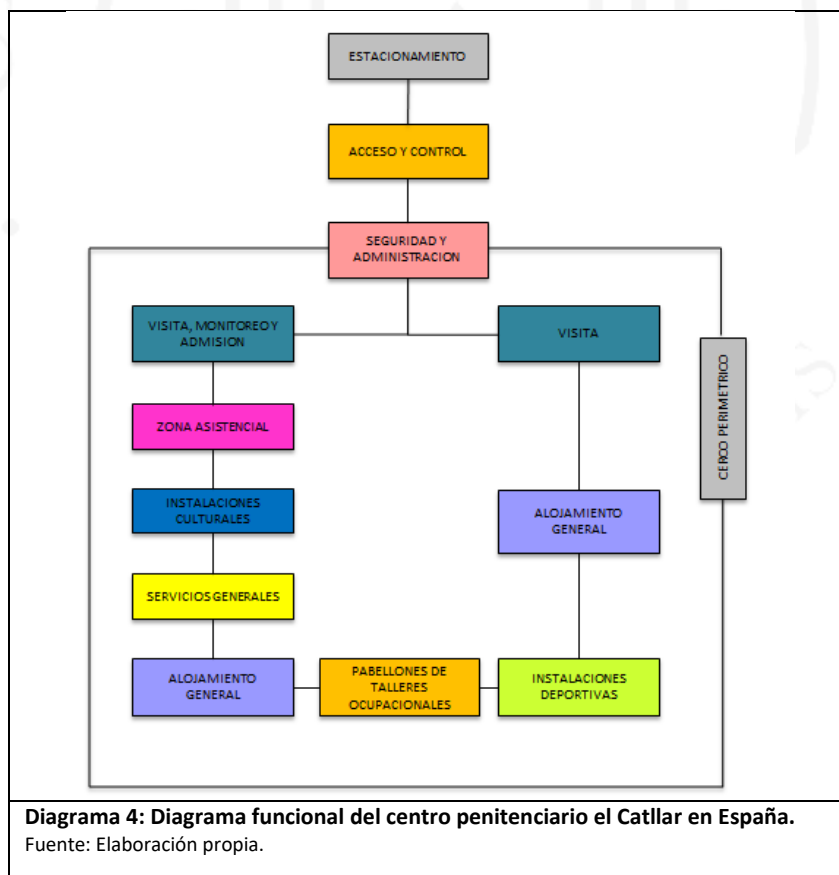 ESTACIONAMIENTO
ACCESO Y CONTROL
SEGURIDAD Y
ADMINISTRACION
VISITA, MONITOREO Y
ADMISION
VISITA
CERCO PERIMETRICO
ZONA ASISTENCIAL
INSTALACIONES
CULTURALES
ALOJAMIENTO
GENERAL
SERVICIOS GENERALES
ALOJAMIENTO
GENERAL
PABELLONES DE
TALLERES
OCUPACIONALES
INSTALACIONES
DEPORTIVAS
Diagrama 4: Diagrama funcional del centro penitenciario el Catllar en España.
Fuente: Elaboración propia.